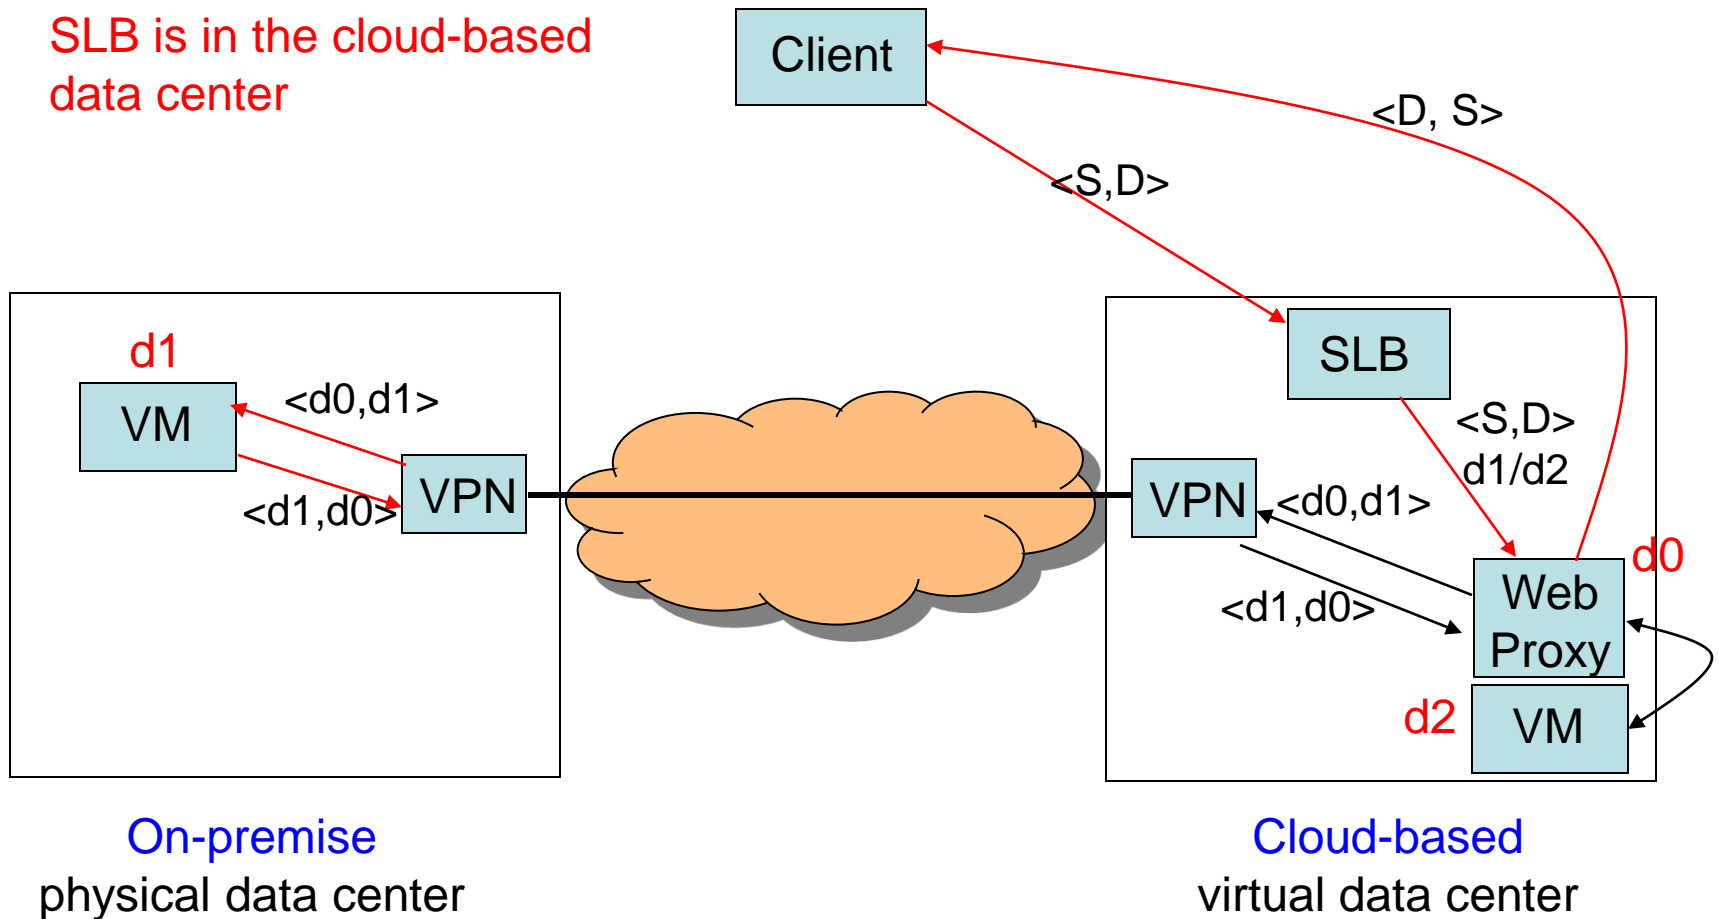 SLB is in the cloud-based
data center
Client
<D, S>
<S,D>
d1
VM
<d0,d1>
<d1,d0>
VPN
SLB
<S,D>
d1/d2
VPN
<d0,d1>
<d1,d0>
d0
Web
Proxy
d2
VM
On-premise
physical data center
Cloud-based
virtual data center